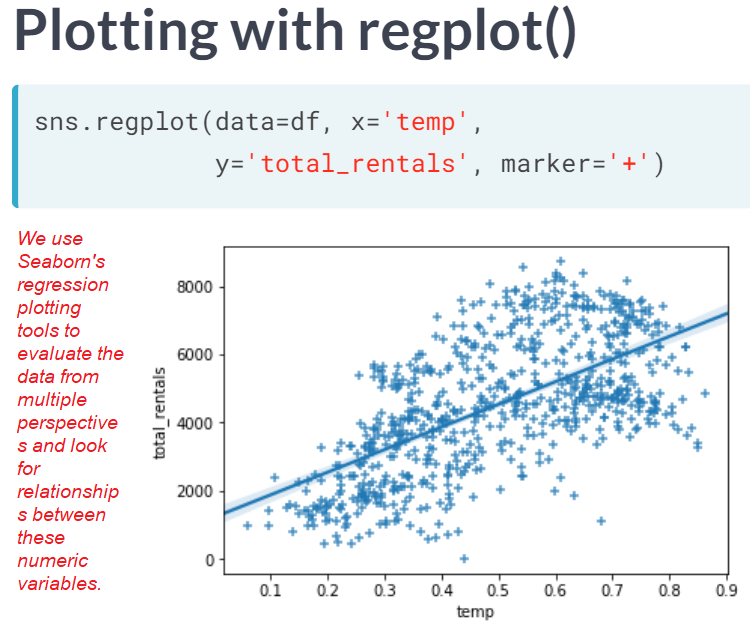 Plotting with regplot()
sns.regplot(data=df, x='temp',
y='total_rentals', marker='+')
We use
Seaborn's
regression
plotting
tools to
evaluate the
data from
multiple
perspective
s and look
for
relationship
s between
these
numeric
variables.
total_rentals
8000
6000
4000
2000
0
0.1 0.2 0.3 0.4 0.5 0.6 0.7 0.8 0.9
temp